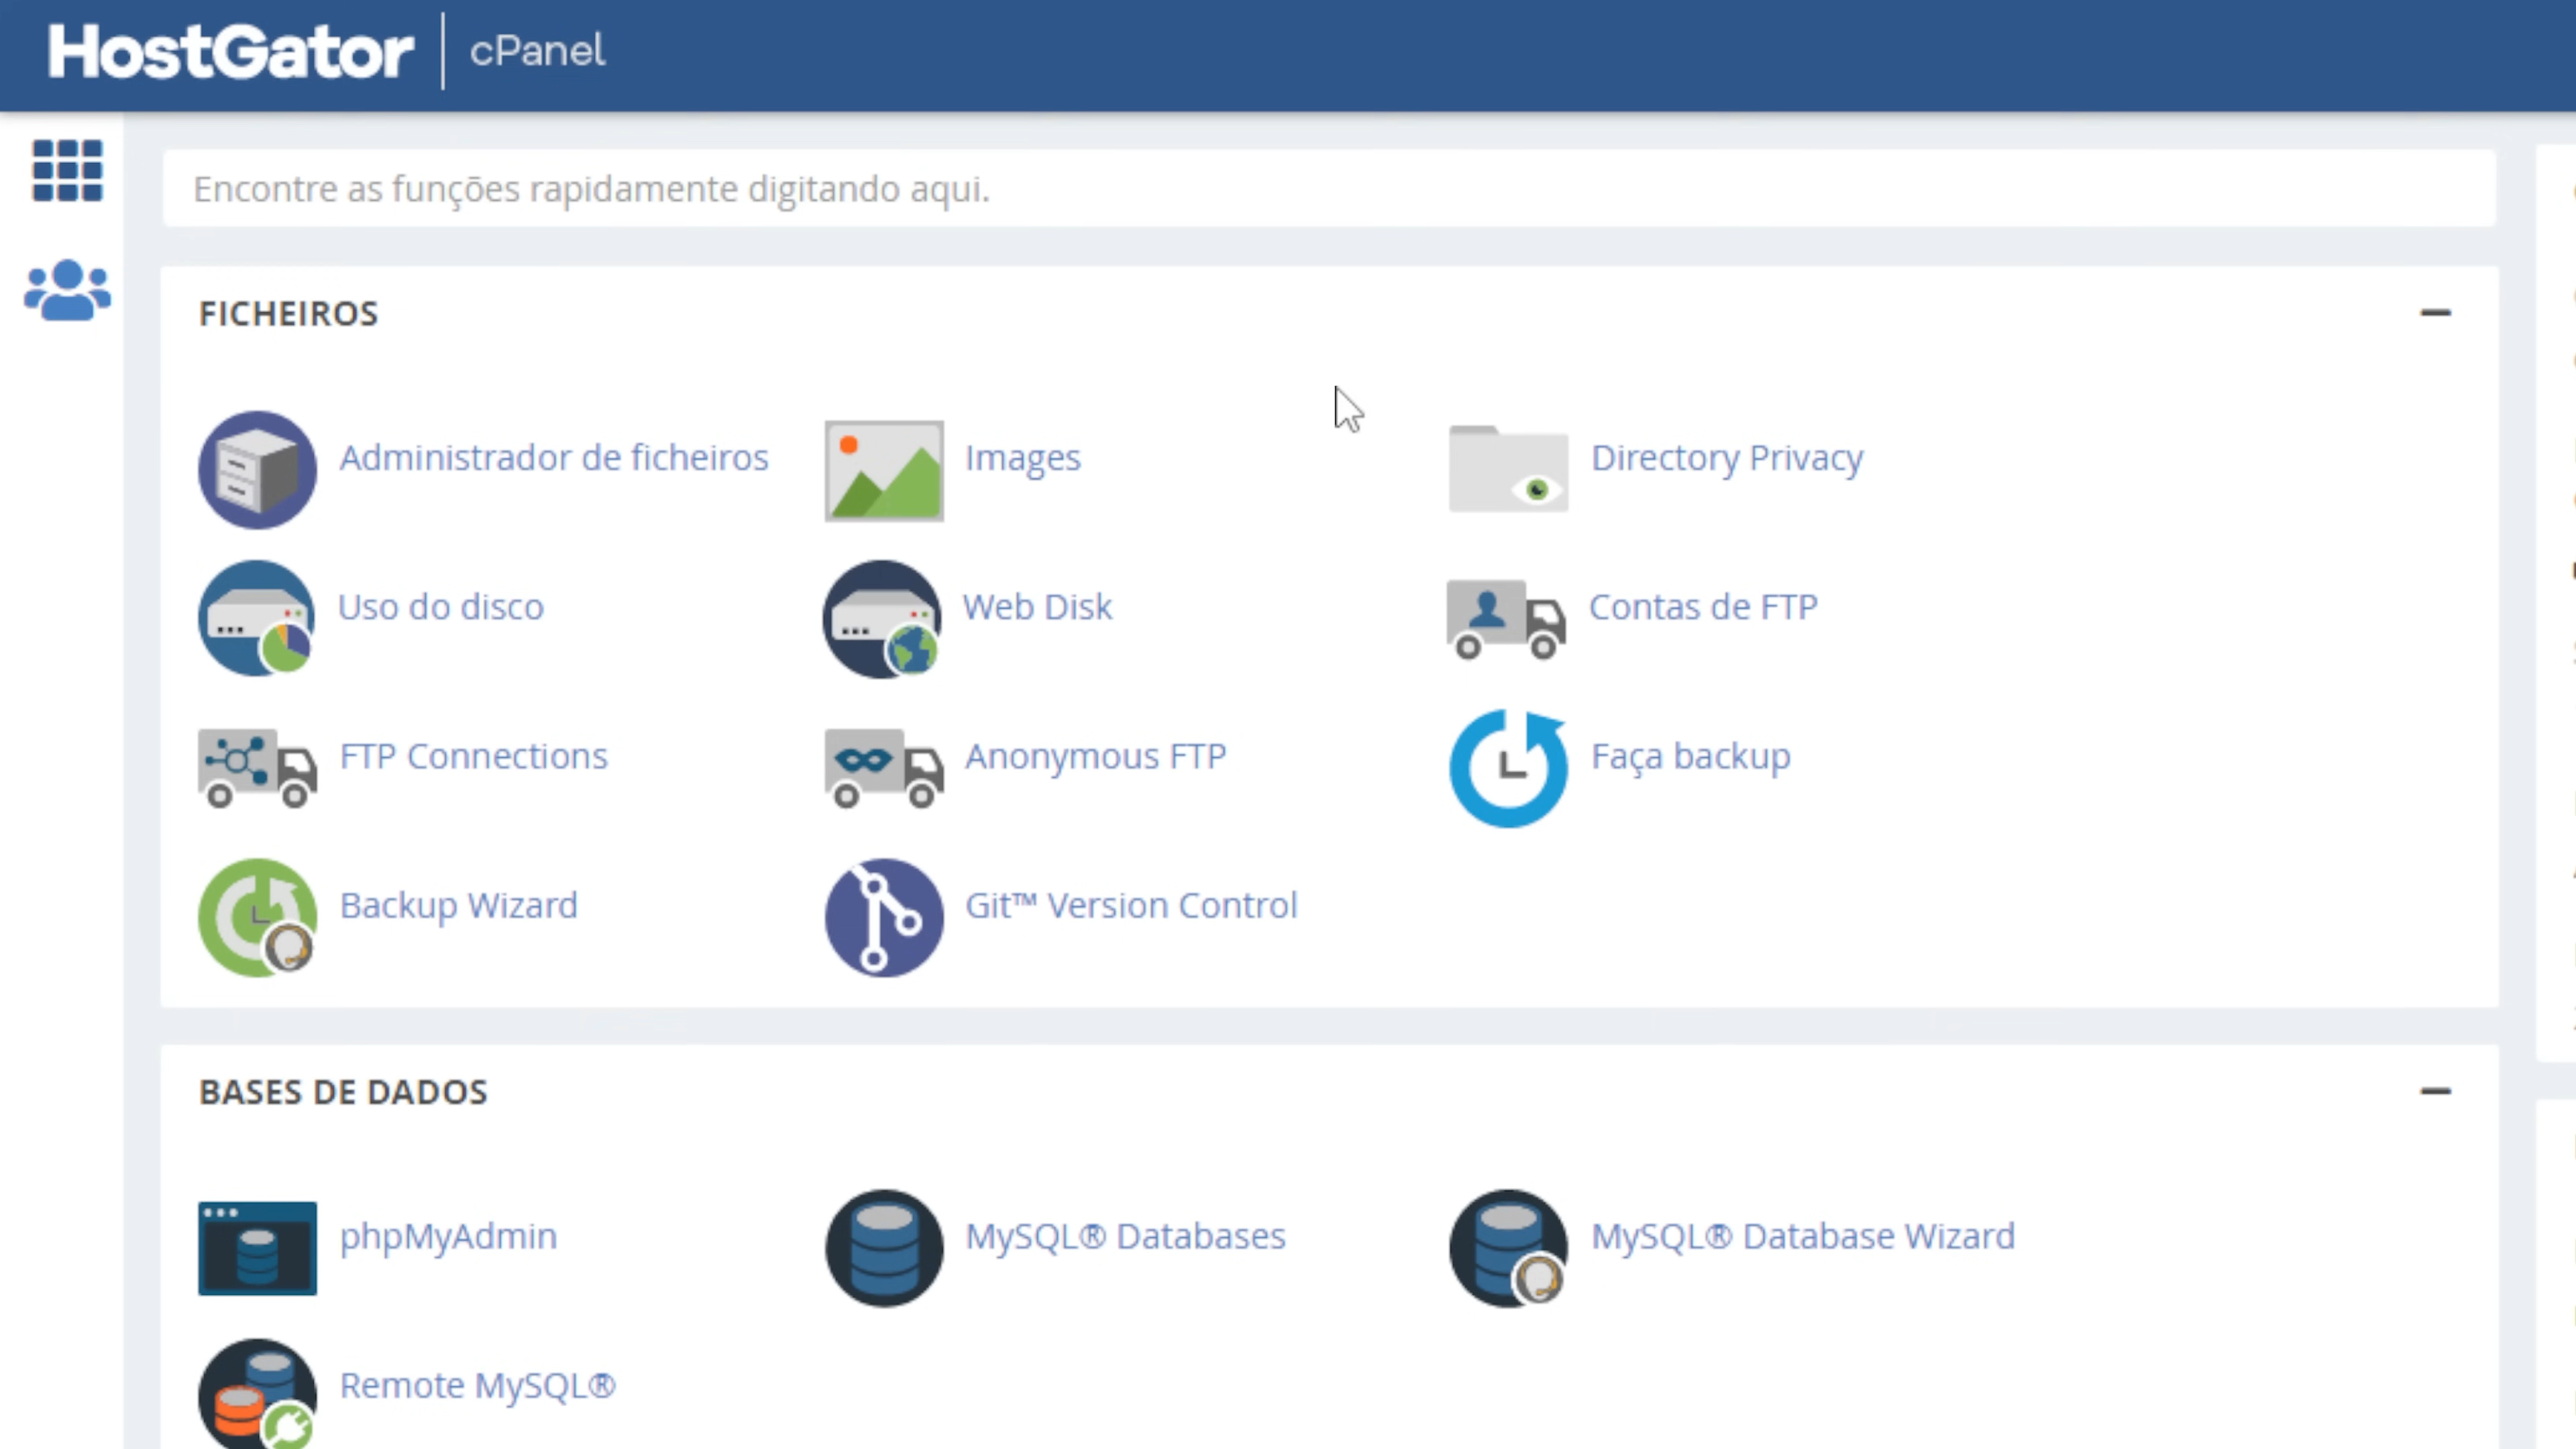 HostGator | cPanel
Encontre as funções rapidamente digitando aqui.
FICHEIROS
Administrador de ficheiros
Images
Directory Privacy
Uso do disco
Web Disk
Contas de FTP
FTP Connections
Anonymous FTP
Faça backup
Backup Wizard
Git™ Version Control
BASES DE DADOS
phpMyAdmin
MySQL® Databases
MySQL® Database Wizard
Remote MySQL®